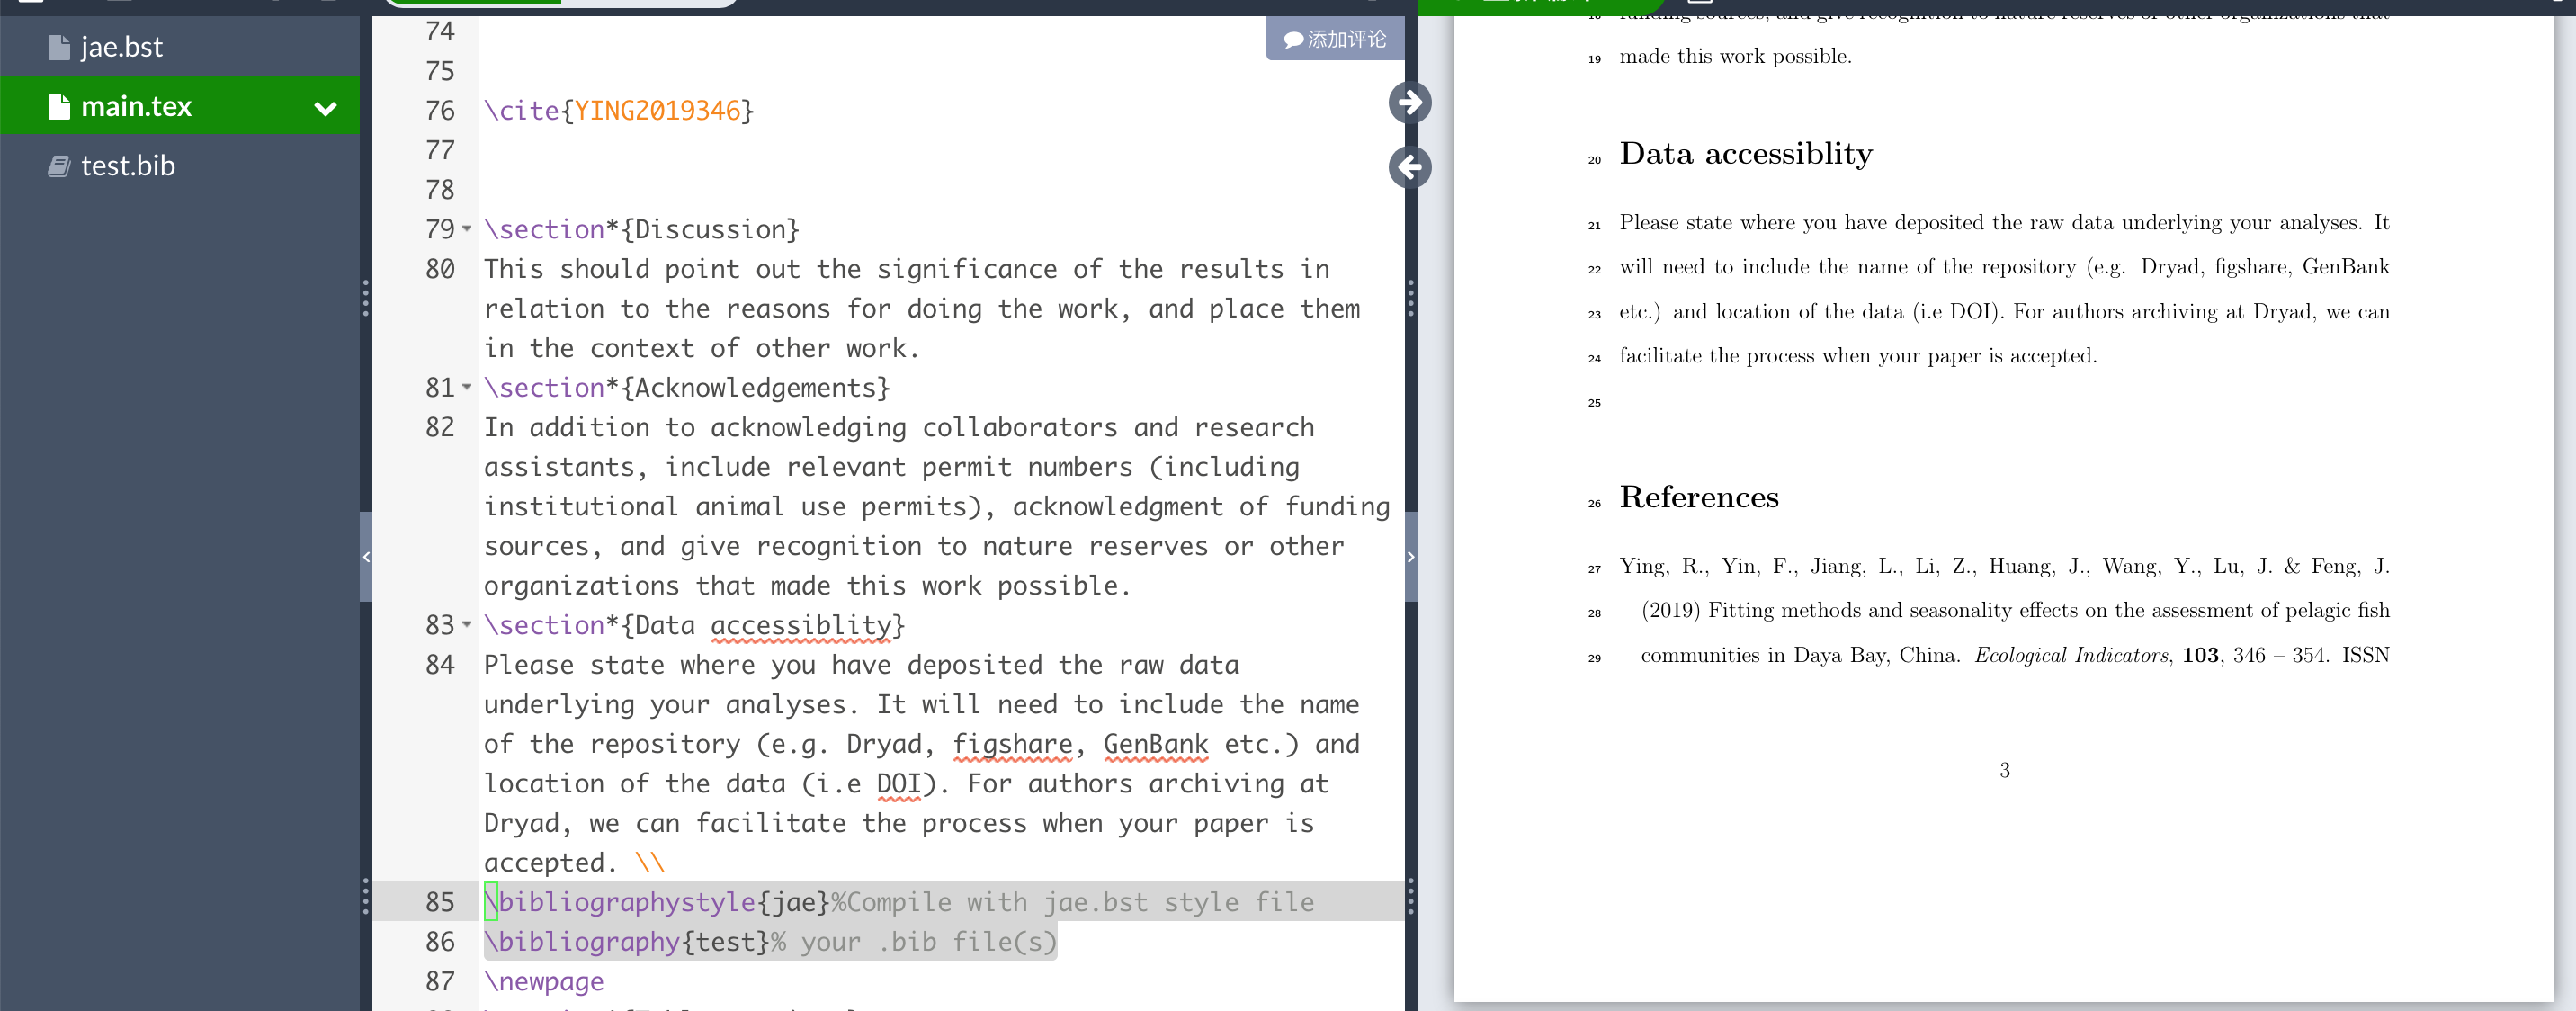 jae.bst
main.tex
test.bib
添加评论
74
75
76 \cite{YING2019346}
77
78
79 \section*{Discussion}
80 This should point out the significance of the results in
relation to the reasons for doing the work, and place them
in the context of other work.
81 \section*{Acknowledgements}
82 In addition to acknowledging collaborators and research
assistants, include relevant permit numbers (including
institutional animal use permits), acknowledgment of funding
sources, and give recognition to nature reserves or other
organizations that made this work possible.
83 \section*{Data accessiblity}
84 Please state where you have deposited the raw data
underlying your analyses. It will need to include the name
of the repository (e.g. Dryad, figshare, GenBank etc.) and
location of the data (i.e DOI). For authors archiving at
Dryad, we can facilitate the process when your paper is
accepted. \\
85 \bibliographystyle{jae}%Compile with jae.bst style file
86 \bibliography{test}% your .bib file(s)
87 \newpage
funding sources, and give recognition to nature reserves or other organizations that
19 made this work possible.
20 Data accessiblity
21 Please state where you have deposited the raw data underlying your analyses. It
22 will need to include the name of the repository (e.g. Dryad, figshare, GenBank
23 etc.) and location of the data (i.e DOI). For authors archiving at Dryad, we can
24 facilitate the process when your paper is accepted.
25
26 References
27 Ying, R., Yin, F., Jiang, L., Li, Z., Huang, J., Wang, Y., Lu, J. & Feng, J.
28 (2019) Fitting methods and seasonality effects on the assessment of pelagic fish
29 communities in Daya Bay, China. Ecological Indicators, 103, 346 – 354. ISSN
3